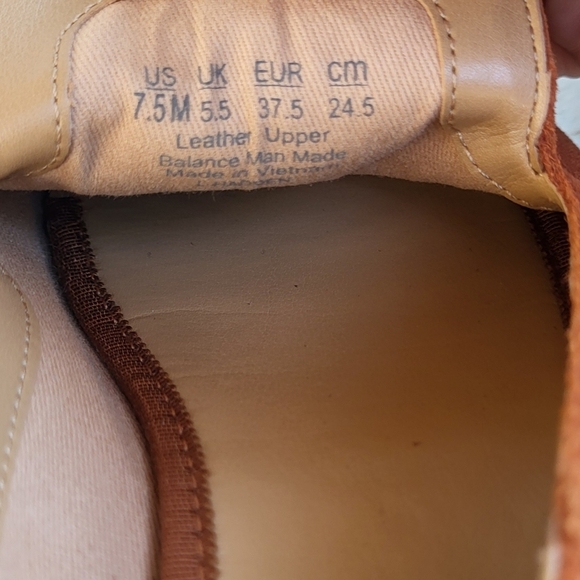 US UK EUR cm
7.5M 5.5 37.5 24.5
Leather Upper
Balance Man Made
Made in Vietnam